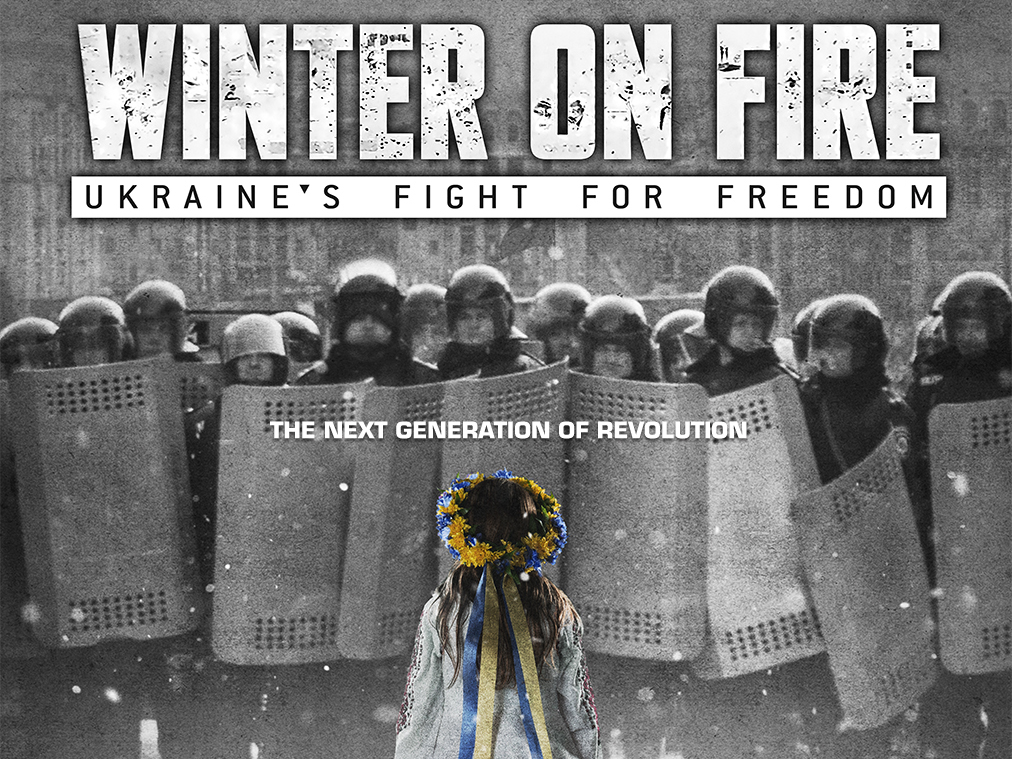 WINTER ON FIRE
UKRAINE'S FIGHT FOR FREEDOM
THE NEXT GENERATION OF REVOLUTION